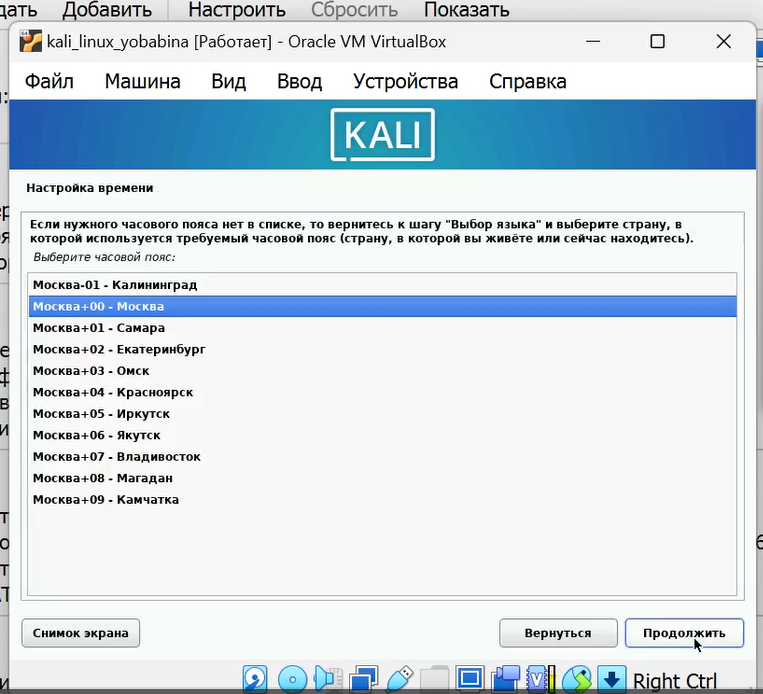 дать Добавить Настроить Сбросить Показать
kali_linux_yobabina [Работает] - Oracle VM VirtualBox
Файл Машина Вид Ввод Устройства Справка
KALI
Настройка времени
Если нужного часового пояса нет в списке, то вернитесь к шагу "Выбор языка" и выберите страну, в
которой используется требуемый часовой пояс (страну, в которой вы живёте или сейчас находитесь).
Выберите часовой пояс:
Москва-01 - Калининград
Москва+00 - Москва
Москва+01 - Самара
Москва+02 - Екатеринбург
Москва+03 - Омск
Москва+04 - Красноярск
Москва+05 - Иркутск
Москва+06 - Якутск
Москва+07 - Владивосток
Москва+08 - Магадан
Москва+09 - Камчатка
Снимок экрана Вернуться Продолжить
Right Ctrl